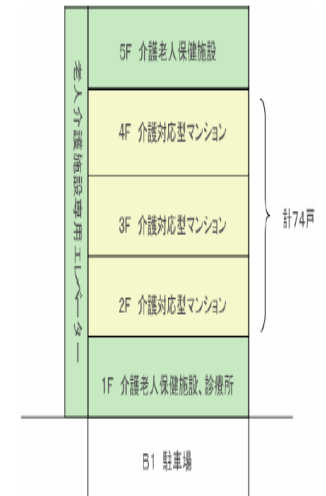 老人介護施設専用エレベーター
5F 介護老人保健施設
4F 介護対応型マンション
3F 介護対応型マンション
2F 介護対応型マンション
計74戸
1F 介護老人保健施設、診療所
B1 駐車場